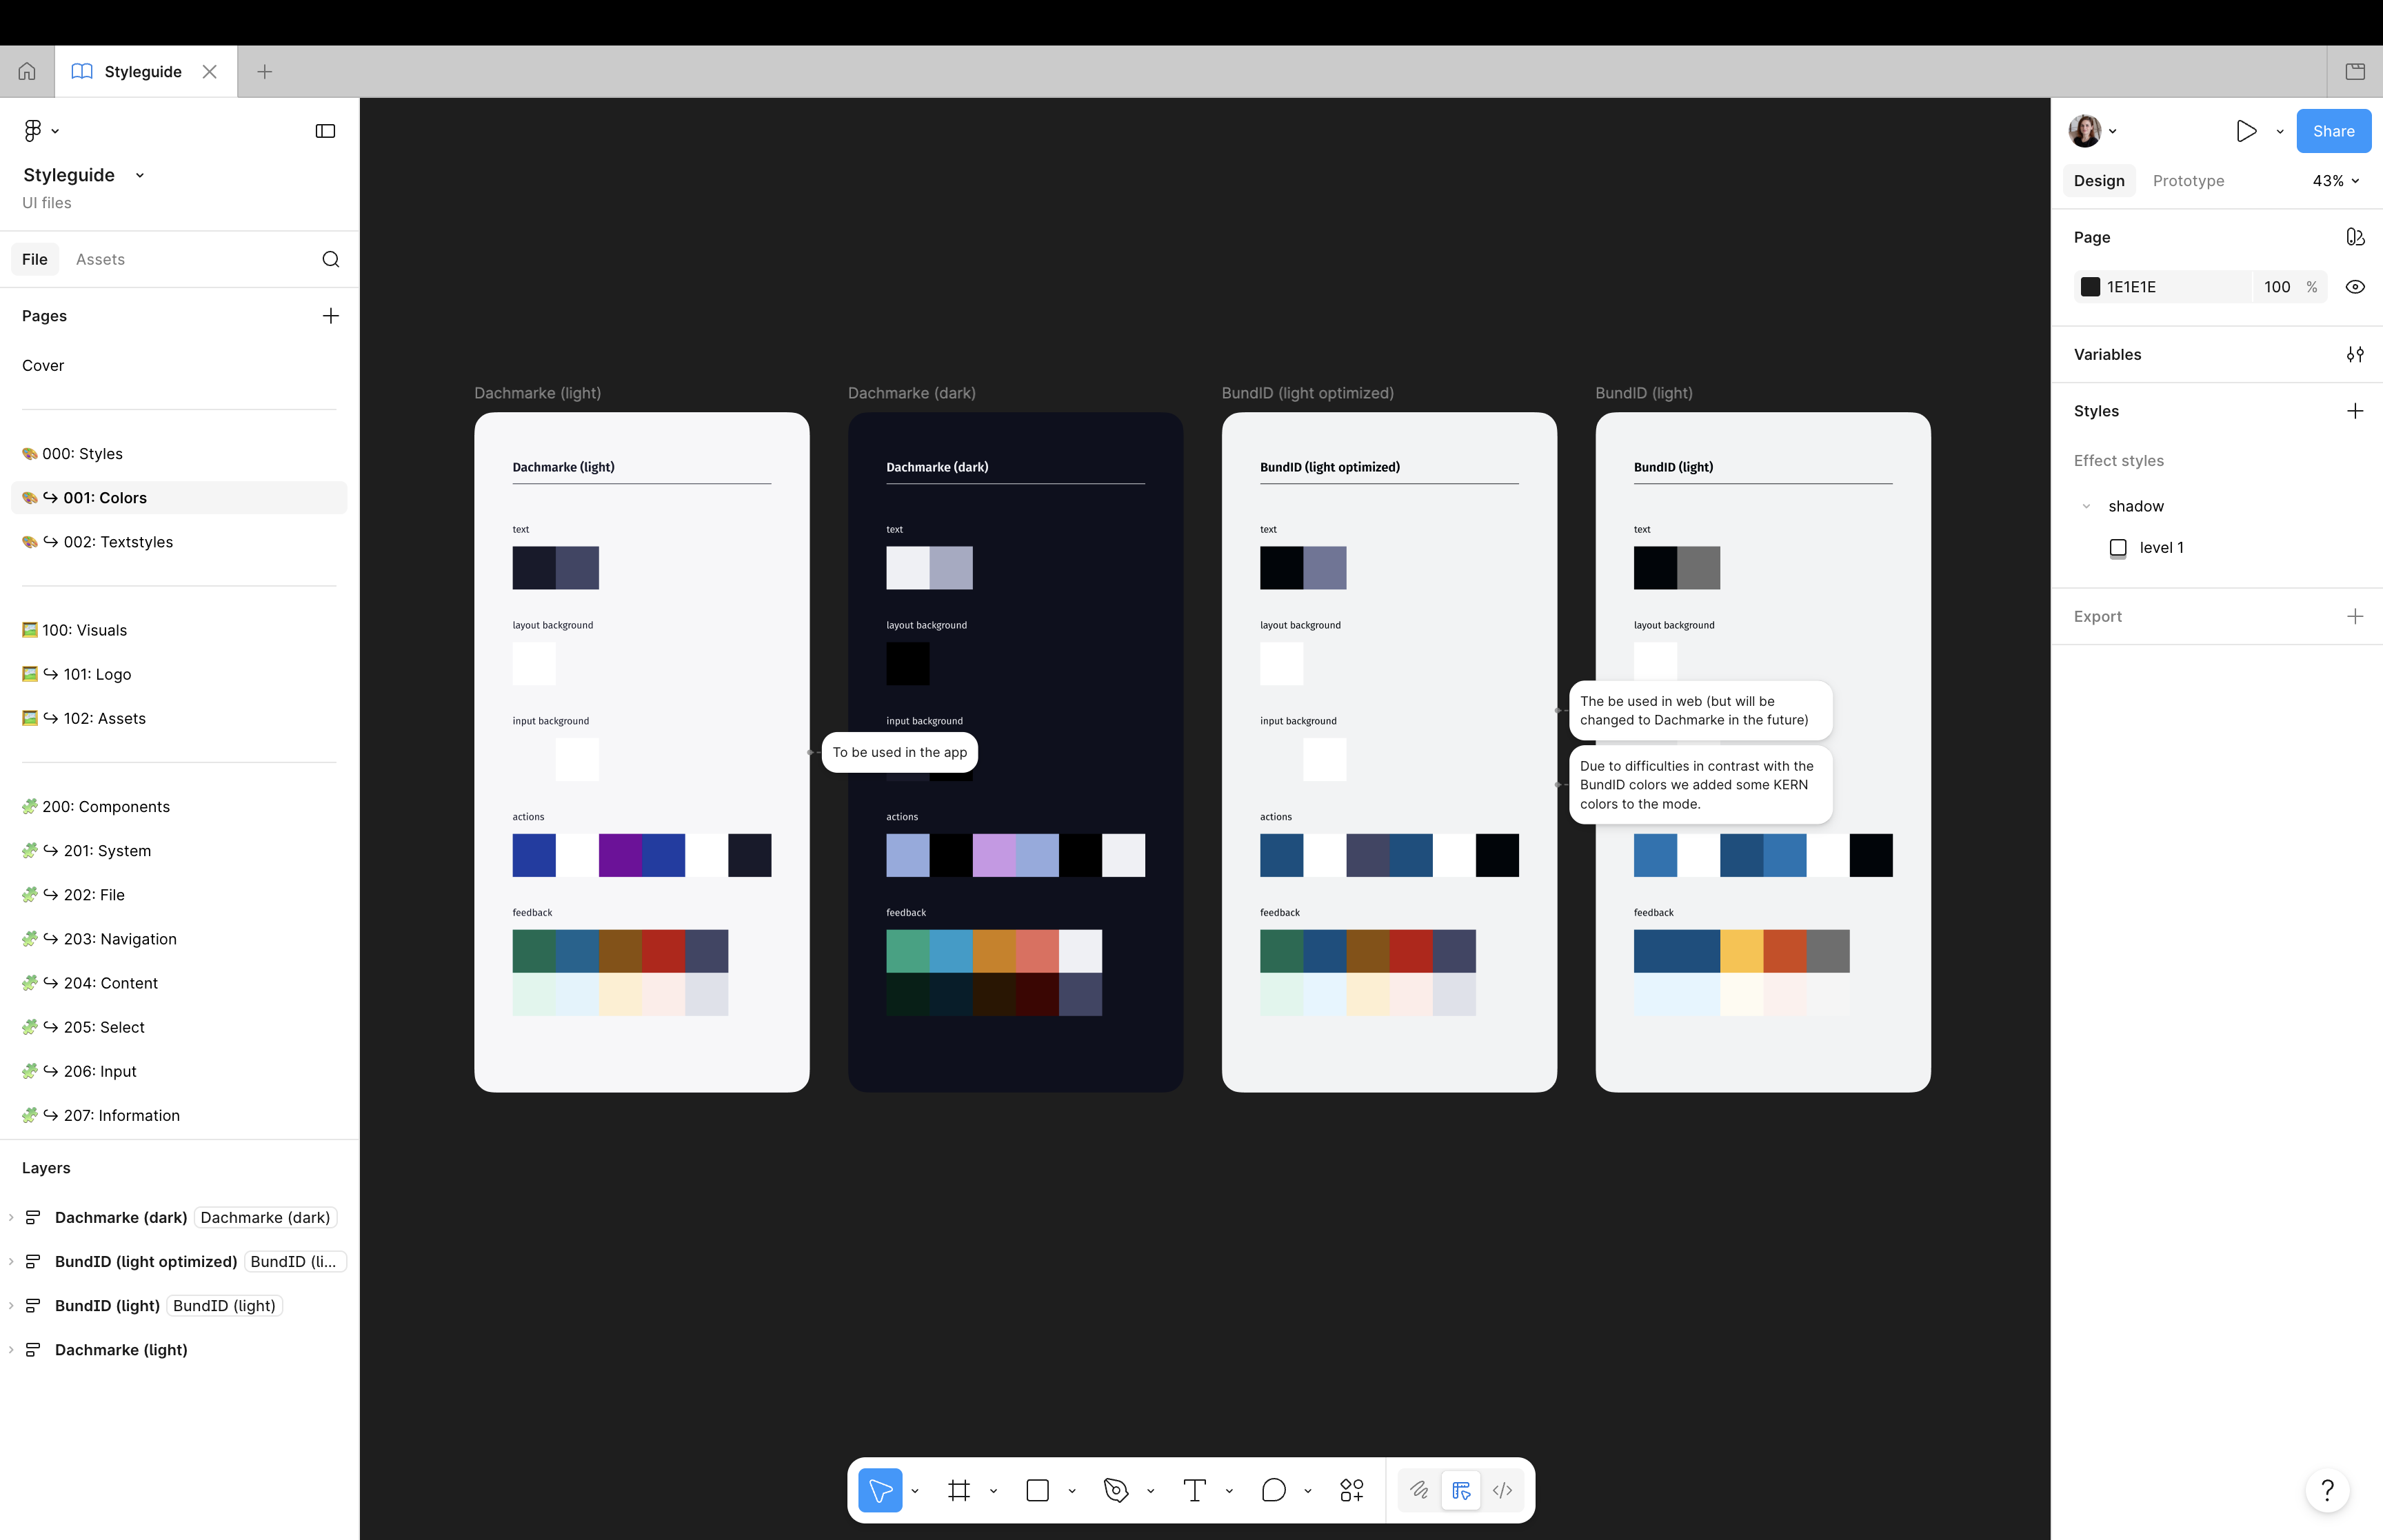 Styleguide
Styleguide
UI files
File
Assets
Pages
Cover
000: Styles
001: Colors
002: Textstyles
100: Visuals
101: Logo
102: Assets
200: Components
201: System
202: File
203: Navigation
204: Content
205: Select
206: Input
207: Information
Layers
Dachmarke (dark) Dachmarke (dark)
BundID (light optimized) BundID (li...
BundID (light) BundID (light)
Dachmarke (light)
Dachmarke (light)
Dachmarke (light)
text
layout background
input background
actions
feedback
To be used in the app
Dachmarke (dark)
Dachmarke (dark)
text
layout background
input background
actions
feedback
BundID (light optimized)
BundID (light optimized)
text
layout background
input background
actions
feedback
The be used in web (but will be
changed to Dachmarke in the future)
Due to difficulties in contrast with the
BundID colors we added some KERN
colors to the mode.
BundID (light)
BundID (light)
text
layout background
feedback
Share
Design
Prototype
43%
Page
1E1E1E
100 %
Variables
Styles
Effect styles
shadow
level 1
Export
?